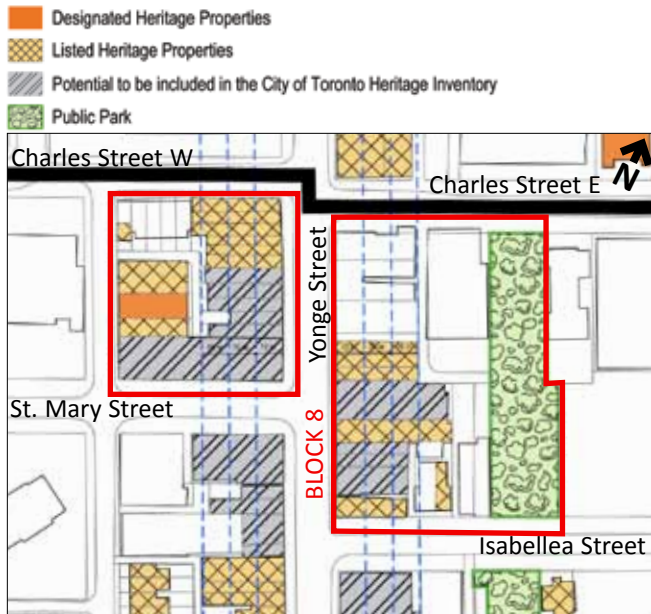 Designated Heritage Properties
Listed Heritage Properties
Potential to be included in the City of Toronto Heritage Inventory
Public Park
Charles Street W
Charles Street E
N
Yonge Street
St. Mary Street
BLOCK 8
Isabellea Street